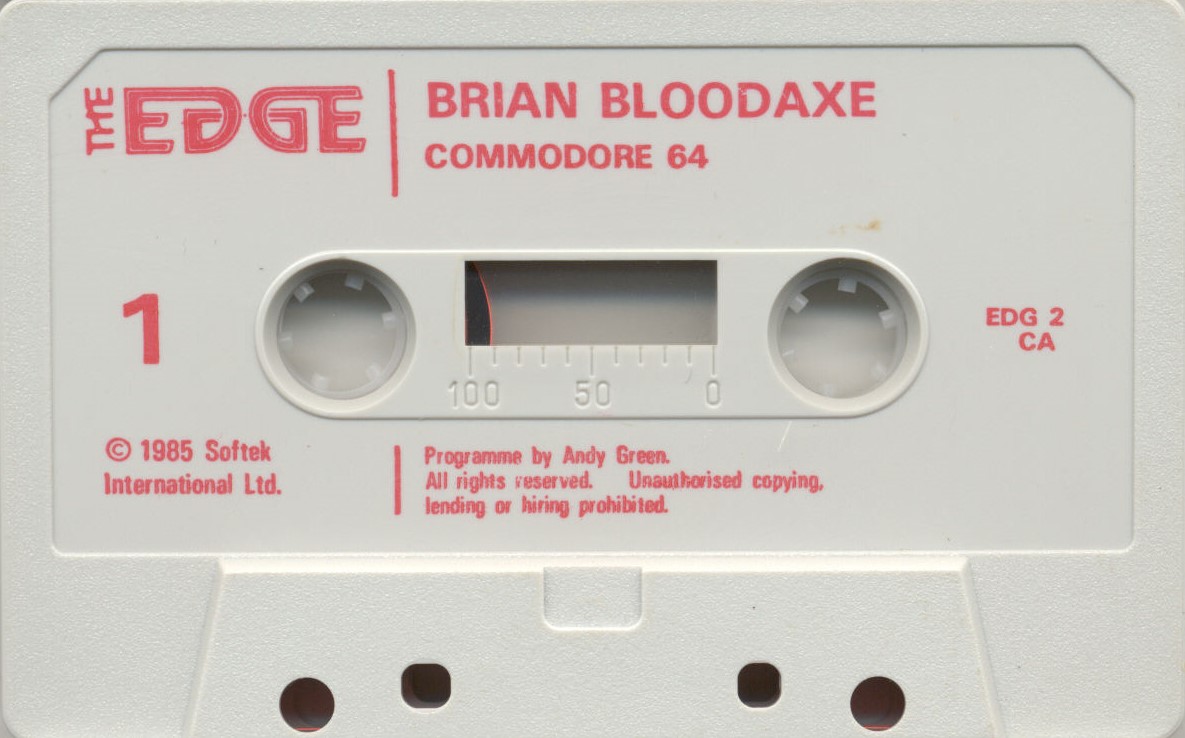 THE EDGE
BRIAN BLOODAXE
COMMODORE 64
1
100 50 0
EDG 2
CA
© 1985 Softek
International Ltd.
Programme by Andy Green.
All rights reserved. Unauthorised copying,
lending or hiring prohibited.